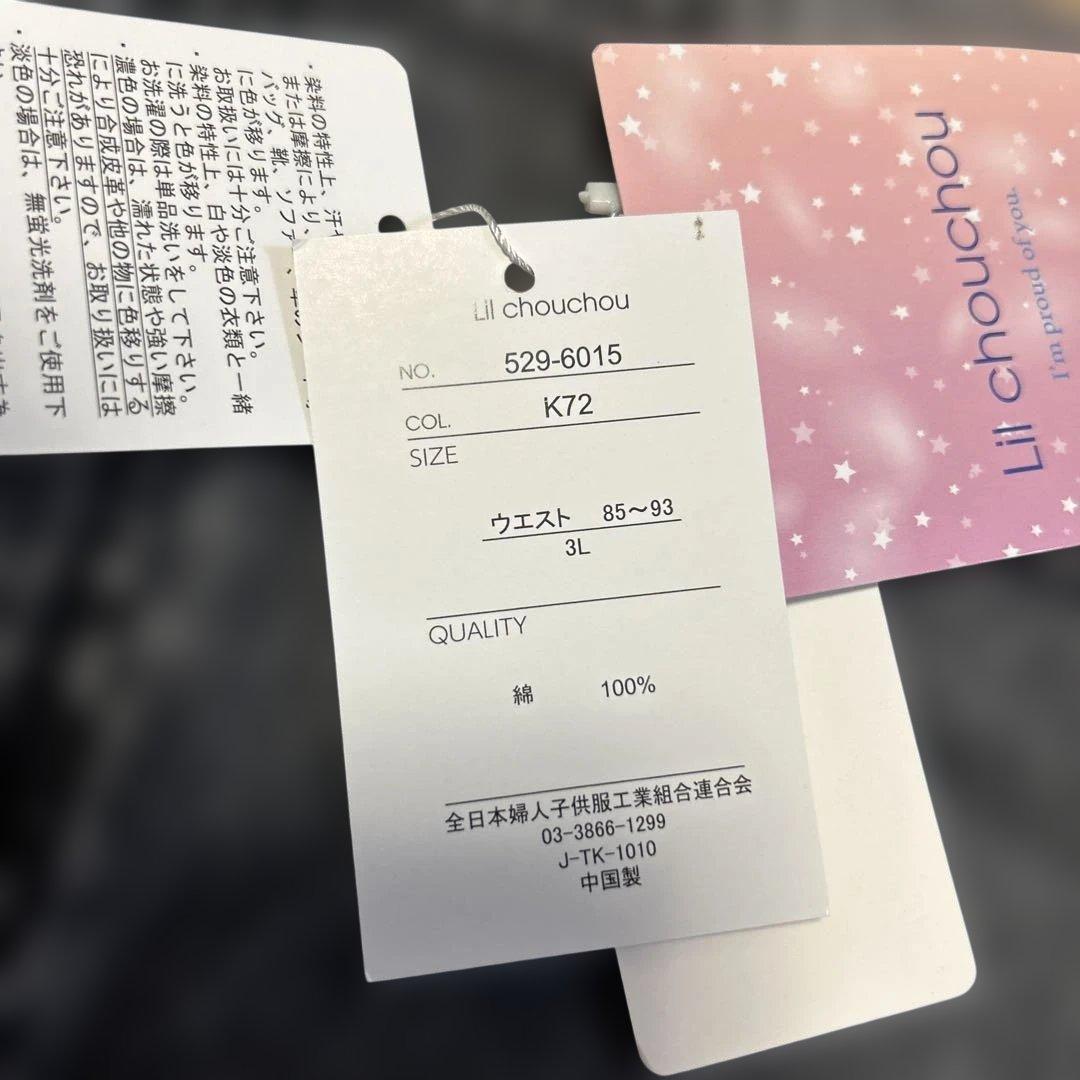 ・染料の特性上、汗や
または摩擦により、
バッグ、靴、ソファ
に色が移ります。
お取扱いには十分ご注意下さい。
・染料の特性上、白や淡色の衣類と一緒
に洗うと色が移ります。
お洗濯の際は単品洗いをして下さい。
・濃色の場合は、濡れた状態や強い摩擦
により合成皮革や他の物に色移りする
恐れがありますので、お取り扱いには
十分ご注意下さい。
・淡色の場合は、無蛍光洗剤をご使用下
Lil chouchou
NO. 529-6015
COL. K72
SIZE
ウエスト 85～93
3L
QUALITY
綿 100%
全日本婦人子供服工業組合連合会
03-3866-1299
J-TK-1010
中国製
Lil chouchou
I'm proud of you.